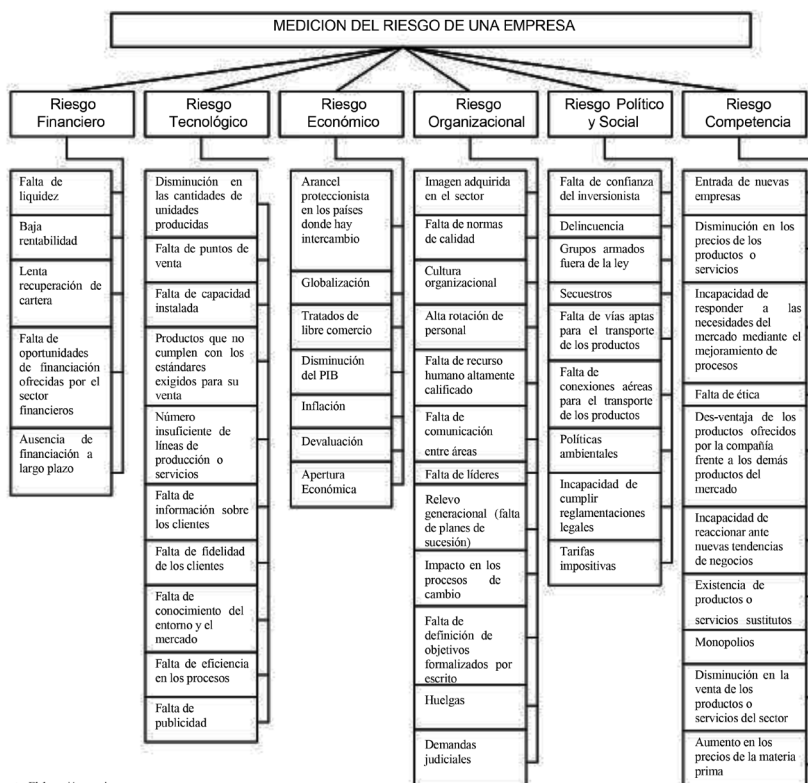 MEDICION DEL RIESGO DE UNA EMPRESA
Riesgo
Financiero
Falta de
liquidez
Baja
rentabilidad
Lenta
recuperación de
cartera
Falta de
oportunidades
de financiación
ofrecidas por el
sector
financieros
Ausencia de
financiación a
largo plazo
Riesgo
Tecnológico
Disminución en
las cantidades de
unidades
producidas
Falta de puntos de
venta
Falta de capacidad
instalada
Productos que no
cumplen con los
estándares
exigidos para su
venta
Número
insuficiente de
líneas de
producción o
servicios
Falta de
información sobre
los clientes
Falta de fidelidad
de los clientes
Falta de
conocimiento del
entorno y el
mercado
Falta de eficiencia
en los procesos
Falta de
publicidad
Riesgo
Económico
Arancel
proteccionista
en los países
donde hay
intercambio
Globalización
Tratados de
libre comercio
Disminución
del PIB
Inflación
Devaluación
Apertura
Económica
Riesgo
Organizacional
Imagen adquirida
en el sector
Falta de normas
de calidad
Cultura
organizacional
Alta rotación de
personal
Falta de recurso
humano altamente
calificado
Falta de
comunicación
entre áreas
Falta de líderes
Relevo
generacional (falta
de planes de
sucesión)
Impacto en los
procesos de
cambio
Falta de
definición de
objetivos
formalizados por
escrito
Huelgas
Demandas
judiciales
Riesgo Político
y Social
Falta de confianza
del inversionista
Delincuencia
Grupos armados
fuera de la ley
Secuestros
Falta de vías aptas
para el transporte
de los productos
Falta de
conexiones aéreas
para el transporte
de los productos
Políticas
ambientales
Incapacidad de
cumplir
reglamentaciones
legales
Tarifas
impositivas
Riesgo
Competencia
Entrada de nuevas
empresas
Disminución en los
precios de los
productos o
servicios
Incapacidad de
responder a las
necesidades del
mercado mediante el
mejoramiento de
procesos
Falta de ética
Des-ventaja de los
productos ofrecidos
por la compañía
frente a los demás
productos del
mercado
Incapacidad de
reaccionar ante
nuevas tendencias
de negocios
Existencia de
productos o
servicios sustitutos
Monopolios
Disminución en la
venta de los
productos o
servicios del sector
Aumento en los
precios de la materia
prima